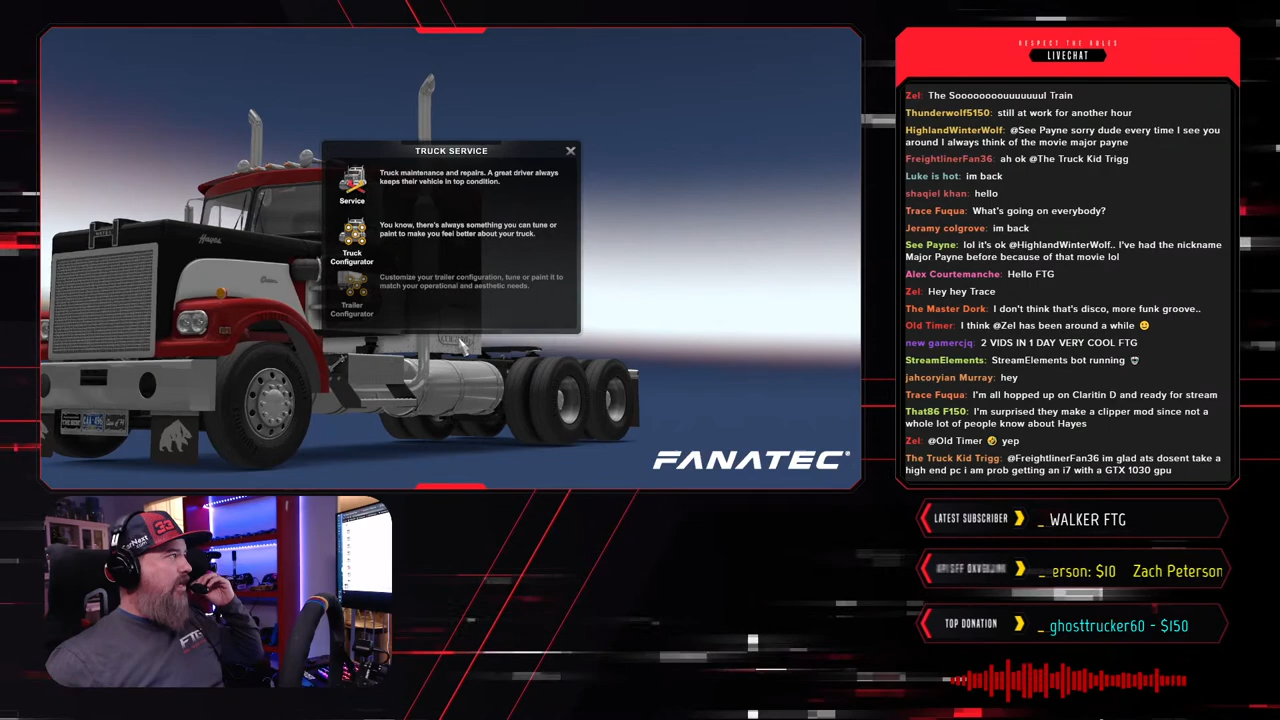 TRUCK SERVICE
Truck maintenance and repairs. A great driver always
keeps their vehicle in top condition.
Service
You know, there's always something you can tune or
paint to make you feel better about your truck.
Truck
Configurator
Customize your trailer configuration, tune or paint it to
match your operational and aesthetic needs.
Trailer
Configurator
Hayes
FANATEC
RESPECT THE RULES
LIVECHAT
Zel: The Sooooooouuuuuuul Train
Thunderwolf5150: still at work for another hour
HighlandWinterWolf: @See Payne sorry dude every time I see you
around I always think of the movie major payne
FreightlinerFan36: ah ok @The Truck Kid Trigg
Luke is hot: im back
shaqiel khan: hello
Trace Fuqua: What's going on everybody?
Jeramy colgrove: im back
See Payne: lol it's ok @HighlandWinterWolf.. I've had the nickname
Major Payne before because of that movie lol
Alex Courtemanche: Hello FTG
Zel: Hey hey Trace
The Master Dork: I don't think that's disco, more funk groove..
Old Timer: I think @Zel has been around a while
new gamercjq: 2 VIDS IN 1 DAY VERY COOL FTG
StreamElements: StreamElements bot running
jahcoryian Murray: hey
Trace Fuqua: I'm all hopped up on Claritin D and ready for stream
That86 F150: I'm surprised they make a clipper mod since not a
whole lot of people know about Hayes
Zel: @Old Timer yep
The Truck Kid Trigg: @FreightlinerFan36 im glad ats dosent take a
high end pc i am prob getting an i7 with a GTX 1030 gpu
LATEST SUBSCRIBER
_ WALKER FTG
_ erson: $10 Zach Peterson
TOP DONATION
_ ghosttrucker60 - $150
CarNext
33
FTG